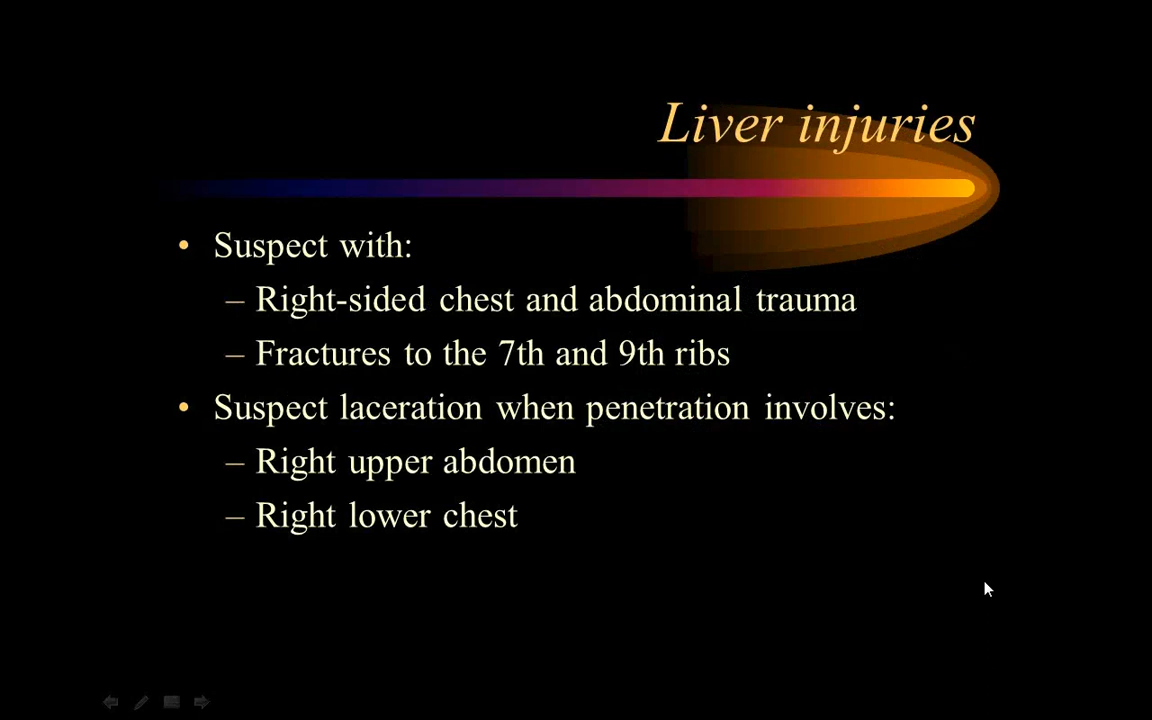 Liver injuries
• Suspect with:
– Right-sided chest and abdominal trauma
– Fractures to the 7th and 9th ribs
• Suspect laceration when penetration involves:
– Right upper abdomen
– Right lower chest